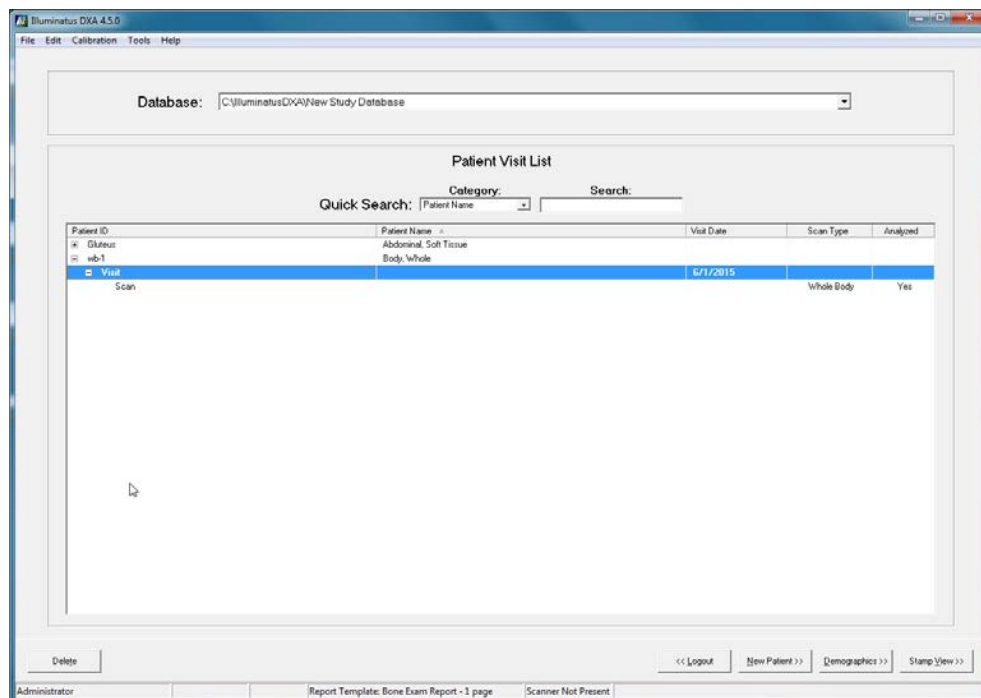 Illuminatus DXA 4.5.0
File Edit Calibration Tools Help
Database: C:\IlluminatusDXA\New Study Database
Patient Visit List
Category: Search:
Quick Search: Patient Name
Patient ID Patient Name Visit Date Scan Type Analyzed
Gluteus Abdominal, Soft Tissue
wb-1 Body, Whole
Visit 6/1/2015
Scan Whole Body Yes
Delete << Logout New Patient >> Demographics >> Stamp View >>
Administrator Report Template: Bone Exam Report - 1 page Scanner Not Present